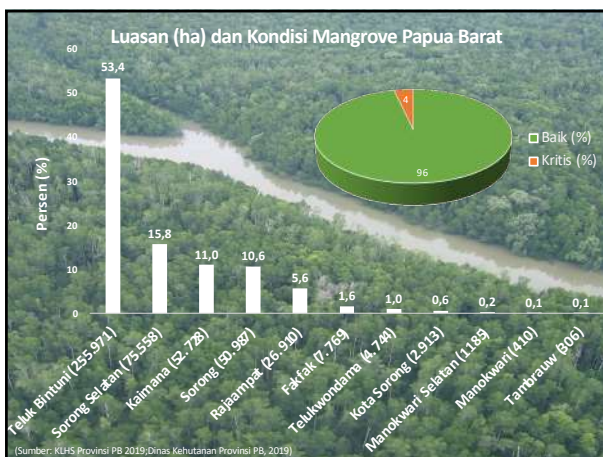 Luasan (ha) dan Kondisi Mangrove Papua Barat
Persen (%)
60
50
40
30
20
10
0
53,4
15,8
11,0
10,6
5,6
1,6
1,0
0,6
0,2
0,1
0,1
4
96
Baik (%)
Kritis (%)
Teluk Bintuni (255.971)
Sorong Selatan (75.558)
Kaimana (52.728)
Sorong (50.987)
Rajaampat (26.910)
Fakfak (7.769)
Telukwondama (4.744)
Kota Sorong (2.913)
Manokwari Selatan (1185)
Manokwari (410)
Tambrauw (306)
(Sumber: KLHS Provinsi PB 2019;Dinas Kehutanan Provinsi PB, 2019)